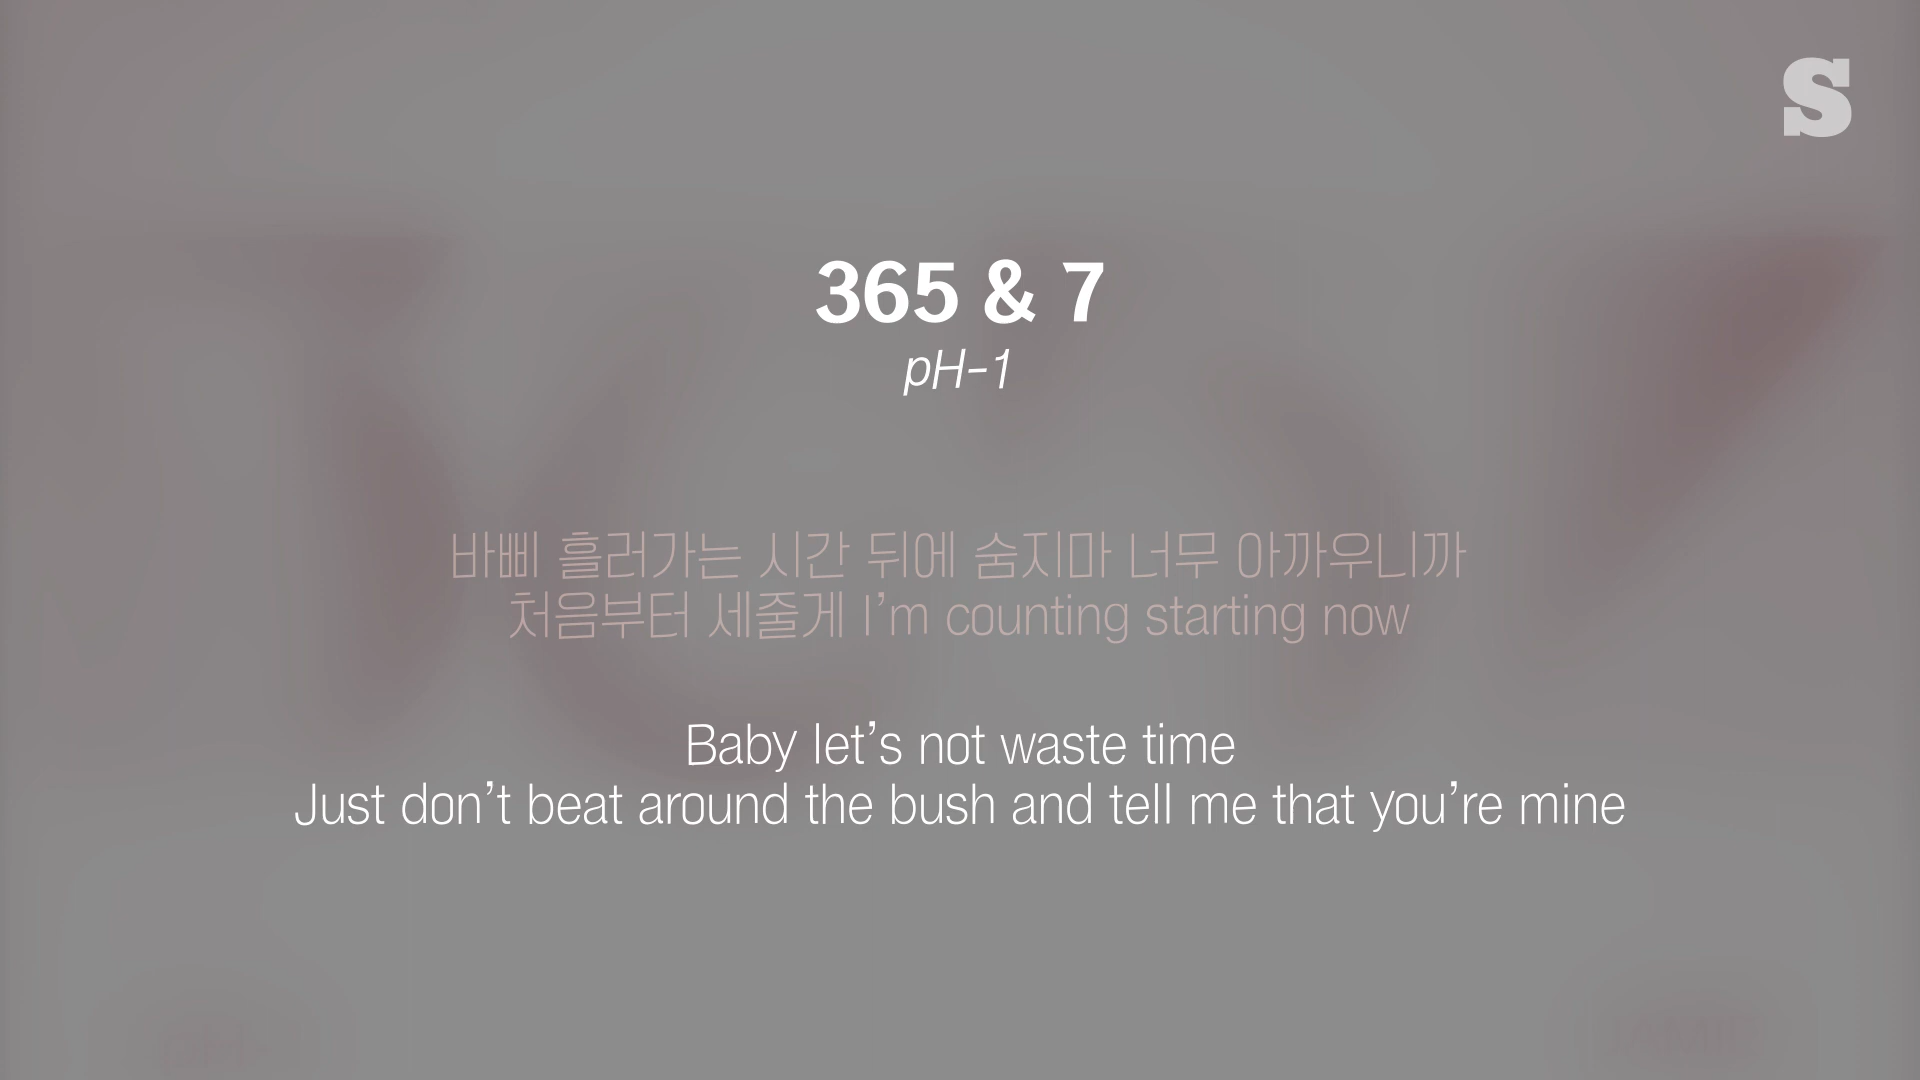 S
365 & 7
pH-1
바삐 흘러가는 시간 뒤에 숨지마 너무 아까우니까
처음부터 세줄게 I’m counting starting now
Baby let’s not waste time
Just don’t beat around the bush and tell me that you’re mine